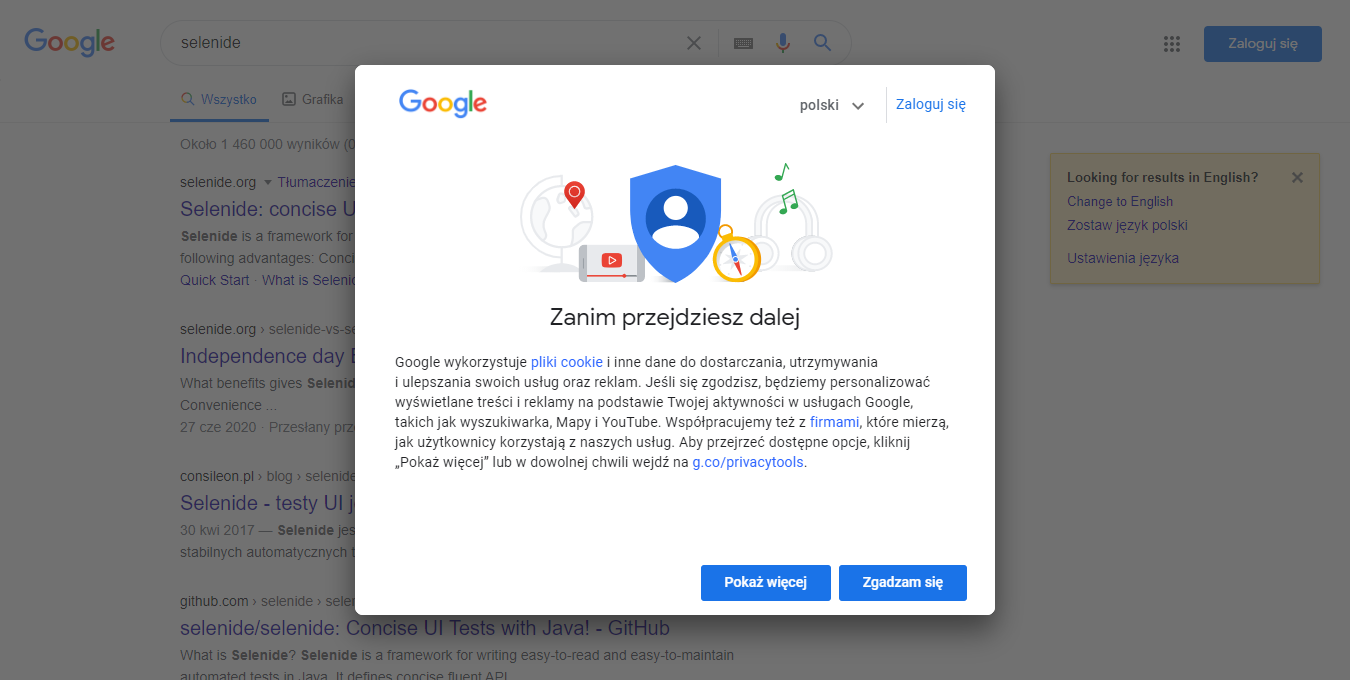 Google
selenide
Zaloguj się
Wszystko
Grafika
Około 1 460 000 wyników (0
selenide.org Tłumaczenie
Selenide: concise U
Selenide is a framework for
following advantages: Conci
Quick Start · What is Selenid
selenide.org › selenide-vs-se
Independence day
What benefits gives Selenid
Convenience ...
27 cze 2020 · Przesłany prze
consileon.pl › blog › selenide
Selenide - testy UI j
30 kwi 2017 — Selenide jes
stabilnych automatycznych t
github.com › selenide › selen
selenide/selenide: Concise UI Tests with Java! - GitHub
What is Selenide? Selenide is a framework for writing easy-to-read and easy-to-maintain
automated tests in Java. It defines concise fluent API
Google
polski
Zaloguj się
Zanim przejdziesz dalej
Google wykorzystuje pliki cookie i inne dane do dostarczania, utrzymywania
i ulepszania swoich usług oraz reklam. Jeśli się zgodzisz, będziemy personalizować
wyświetlane treści i reklamy na podstawie Twojej aktywności w usługach Google,
takich jak wyszukiwarka, Mapy i YouTube. Współpracujemy też z firmami, które mierzą,
jak użytkownicy korzystają z naszych usług. Aby przejrzeć dostępne opcje, kliknij
„Pokaż więcej” lub w dowolnej chwili wejdź na g.co/privacytools.
Pokaż więcej
Zgadzam się
Looking for results in English?
Change to English
Zostaw język polski
Ustawienia języka